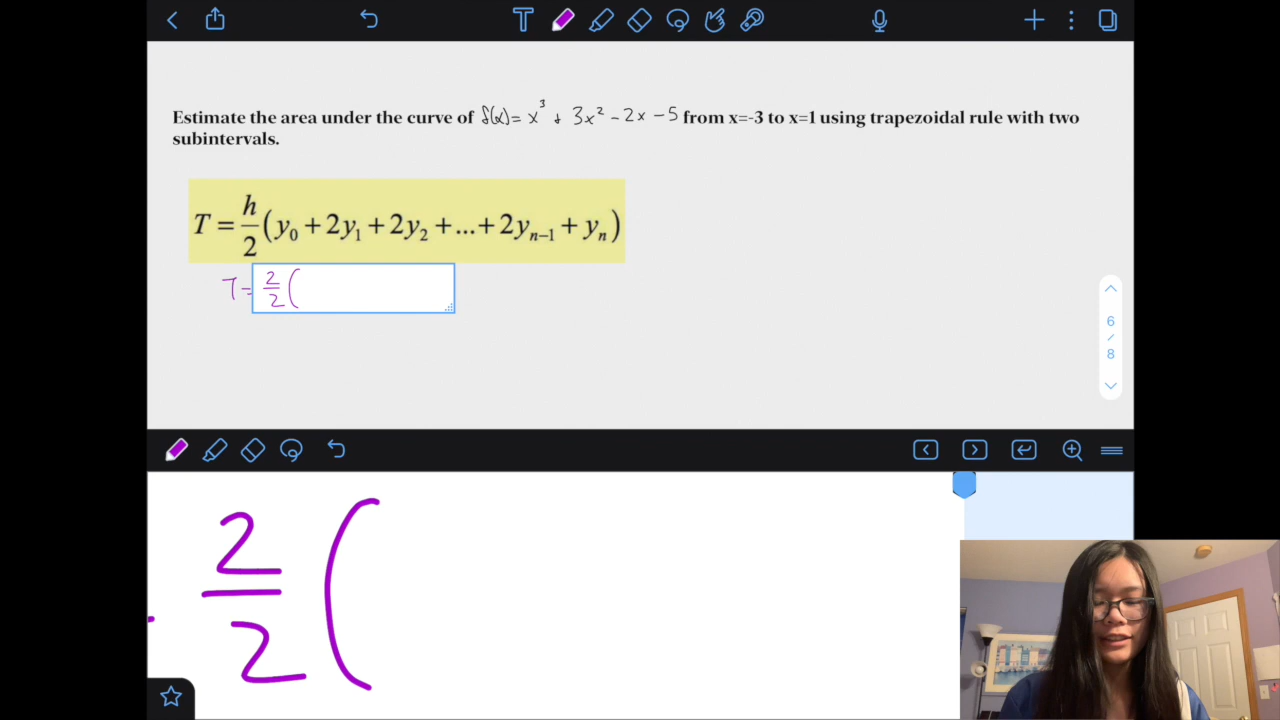 Estimate the area under the curve of f(x) = x³ + 3x² - 2x - 5 from x=-3 to x=1 using trapezoidal rule with two
subintervals.
T = h/2 (y₀ + 2y₁ + 2y₂ + ... + 2yₙ₋₁ + yₙ)
T = 2/2 (
6
/
8
2/2 (